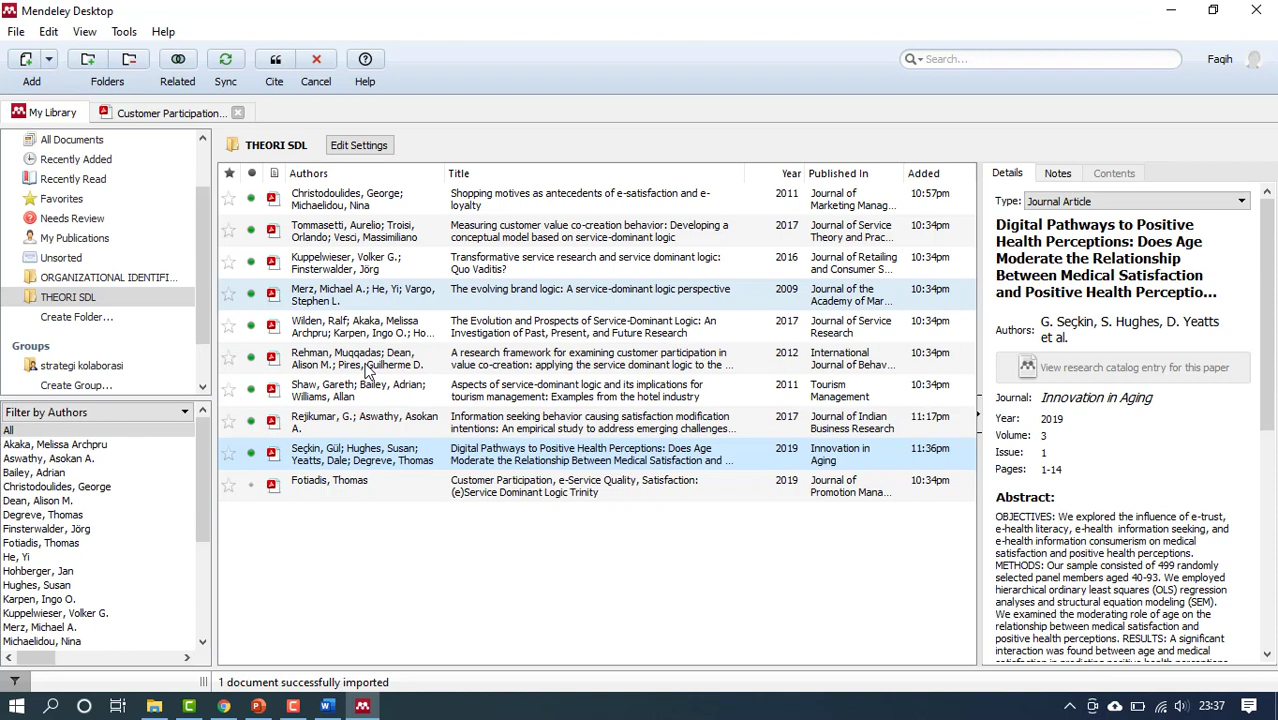 Mendeley Desktop
File Edit View Tools Help
Add Folders Related Sync Cite Cancel Help
Search...
Faqih
My Library
Customer Participation...
All Documents
Recently Added
Recently Read
Favorites
Needs Review
My Publications
Unsorted
ORGANIZATIONAL IDENTIFI...
THEORI SDL
Create Folder...
Groups
strategi kolaborasi
Create Group...
Filter by Authors
All
Akaka, Melissa Archpru
Aswathy, Asokan A.
Bailey, Adrian
Christodoulides, George
Dean, Alison M.
Degreve, Thomas
Finsterwalder, Jörg
Fotiadis, Thomas
He, Yi
Hohberger, Jan
Hughes, Susan
Karpen, Ingo O.
Kuppelwieser, Volker G.
Merz, Michael A.
Michaelidou, Nina
THEORI SDL
Edit Settings
Authors Title Year Published In Added
Christodoulides, George; Shopping motives as antecedents of e-satisfaction and e- 2011 Journal of 10:57pm
Michaelidou, Nina loyalty Marketing Manag...
Tommasetti, Aurelio; Troisi, Measuring customer value co-creation behavior: Developing a 2017 Journal of Service 10:34pm
Orlando; Vesci, Massimiliano conceptual model based on service-dominant logic Theory and Prac...
Kuppelwieser, Volker G.; Transformative service research and service dominant logic: 2016 Journal of Retailing 10:34pm
Finsterwalder, Jörg Quo Vaditis? and Consumer S...
Merz, Michael A.; He, Yi; Vargo, The evolving brand logic: A service-dominant logic perspective 2009 Journal of the 10:34pm
Stephen L. Academy of Mar...
Wilden, Ralf; Akaka, Melissa The Evolution and Prospects of Service-Dominant Logic: An 2017 Journal of Service 10:34pm
Archpru; Karpen, Ingo O.; Ho... Investigation of Past, Present, and Future Research Research
Rehman, Muqqadas; Dean, A research framework for examining customer participation in 2012 International 10:34pm
Alison M.; Pires, Guilherme D. value co-creation: applying the service dominant logic to the ... Journal of Behav...
Shaw, Gareth; Bailey, Adrian; Aspects of service-dominant logic and its implications for 2011 Tourism 10:34pm
Williams, Allan tourism management: Examples from the hotel industry Management
Rejikumar, G.; Aswathy, Asokan Information seeking behavior causing satisfaction modification 2017 Journal of Indian 11:17pm
A. intentions: An empirical study to address emerging challenges... Business Research
Seçkin, Gül; Hughes, Susan; Digital Pathways to Positive Health Perceptions: Does Age 2019 Innovation in 11:36pm
Yeatts, Dale; Degreve, Thomas Moderate the Relationship Between Medical Satisfaction and ... Aging
Fotiadis, Thomas Customer Participation, e-Service Quality, Satisfaction: 2019 Journal of 10:34pm
(e)Service Dominant Logic Trinity Promotion Mana...
Details Notes Contents
Type: Journal Article
Digital Pathways to Positive
Health Perceptions: Does Age
Moderate the Relationship
Between Medical Satisfaction
and Positive Health Perceptio...
Authors: G. Seçkin, S. Hughes, D. Yeatts
et al.
View research catalog entry for this paper
Journal: Innovation in Aging
Year: 2019
Volume: 3
Issue: 1
Pages: 1-14
Abstract:
OBJECTIVES: We explored the influence of e-trust,
e-health literacy, e-health information seeking, and
e-health information consumerism on medical
satisfaction and positive health perceptions.
METHODS: Our sample consisted of 499 randomly
selected panel members aged 40-93. We employed
hierarchical ordinary least squares (OLS) regression
analyses and structural equation modeling (SEM).
We examined the moderating role of age on the
relationship between medical satisfaction and
positive health perceptions. RESULTS: A significant
interaction was found between age and medical
satisfaction in predicting positive health perceptions
1 document successfully imported
23:37